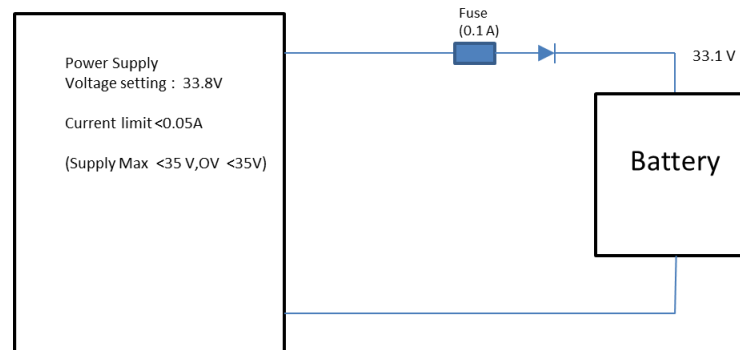 Fuse
(0.1 A)
Power Supply
Voltage setting : 33.8V
33.1 V
Current limit <0.05A
(Supply Max <35 V,OV <35V)
Battery